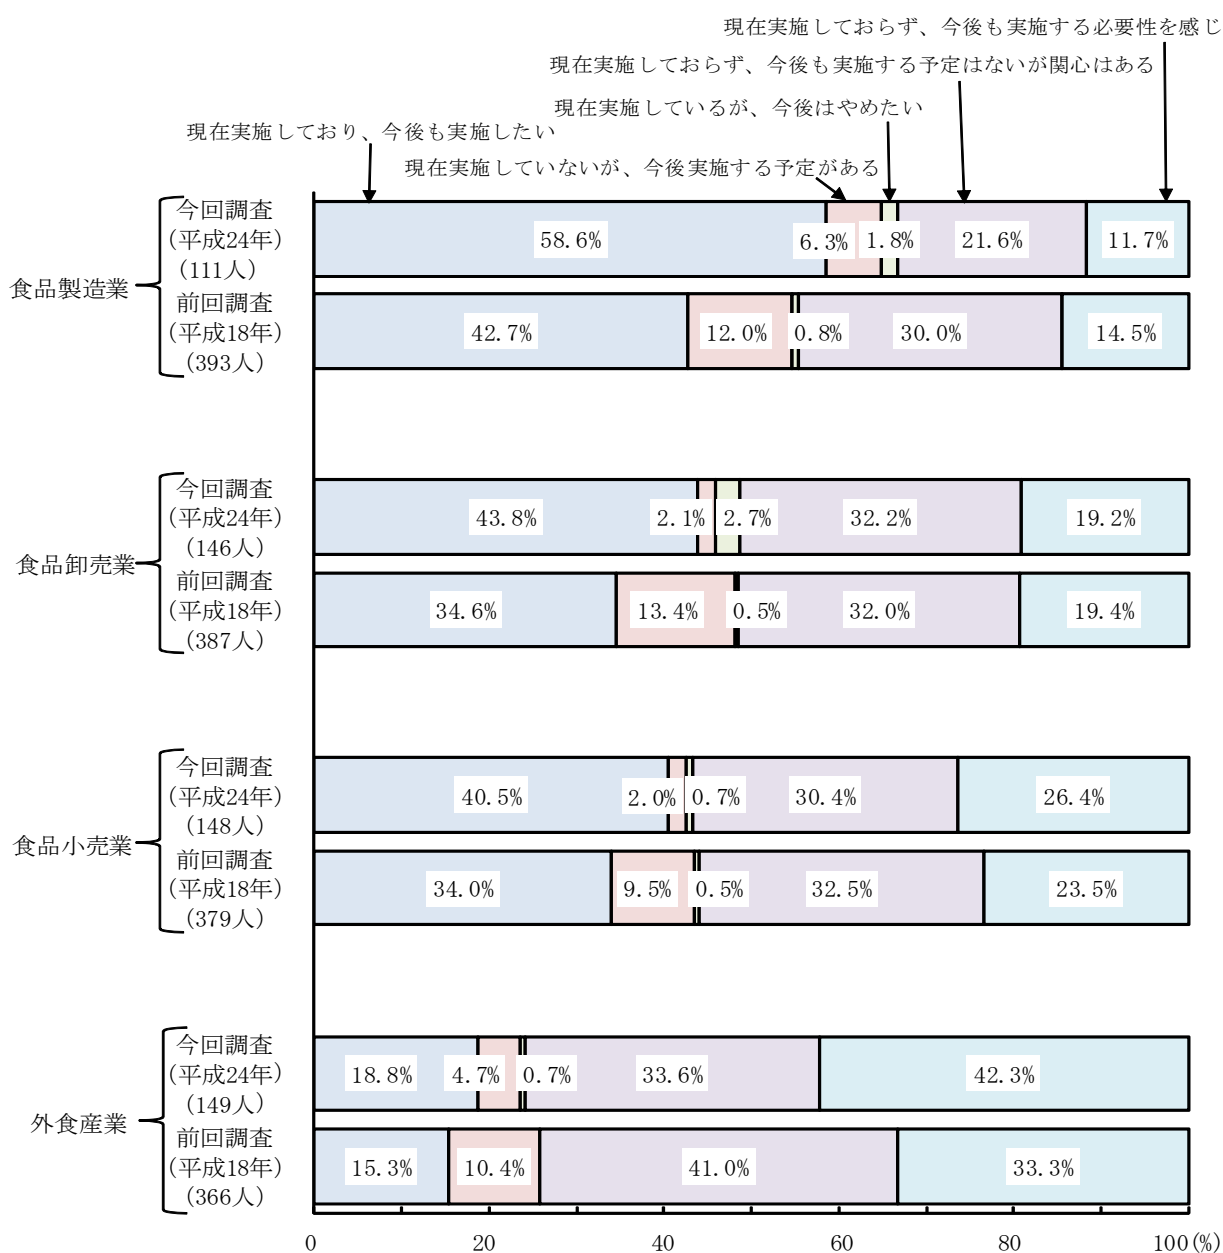 現在実施しておらず、今後も実施する必要性を感じ
現在実施しておらず、今後も実施する予定はないが関心はある
現在実施しているが、今後はやめたい
現在実施しており、今後も実施したい
現在実施していないが、今後実施する予定がある
食品製造業
今回調査
(平成24年)
(111人)
58.6% 6.3% 1.8% 21.6% 11.7%
前回調査
(平成18年)
(393人)
42.7% 12.0% 0.8% 30.0% 14.5%
食品卸売業
今回調査
(平成24年)
(146人)
43.8% 2.1% 2.7% 32.2% 19.2%
前回調査
(平成18年)
(387人)
34.6% 13.4% 0.5% 32.0% 19.4%
食品小売業
今回調査
(平成24年)
(148人)
40.5% 2.0% 0.7% 30.4% 26.4%
前回調査
(平成18年)
(379人)
34.0% 9.5% 0.5% 32.5% 23.5%
外食産業
今回調査
(平成24年)
(149人)
18.8% 4.7% 0.7% 33.6% 42.3%
前回調査
(平成18年)
(366人)
15.3% 10.4% 41.0% 33.3%
0 20 40 60 80 100(%)